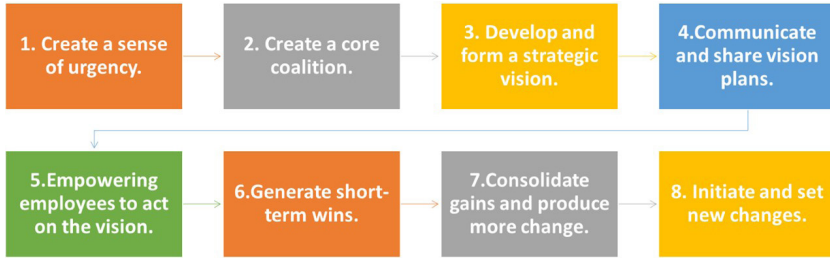 1. Create a sense
of urgency.
2. Create a core
coalition.
3. Develop and
form a strategic
vision.
4.Communicate
and share vision
plans.
5.Empowering
employees to act
on the vision.
6.Generate short-
term wins.
7.Consolidate
gains and produce
more change.
8. Initiate and set
new changes.